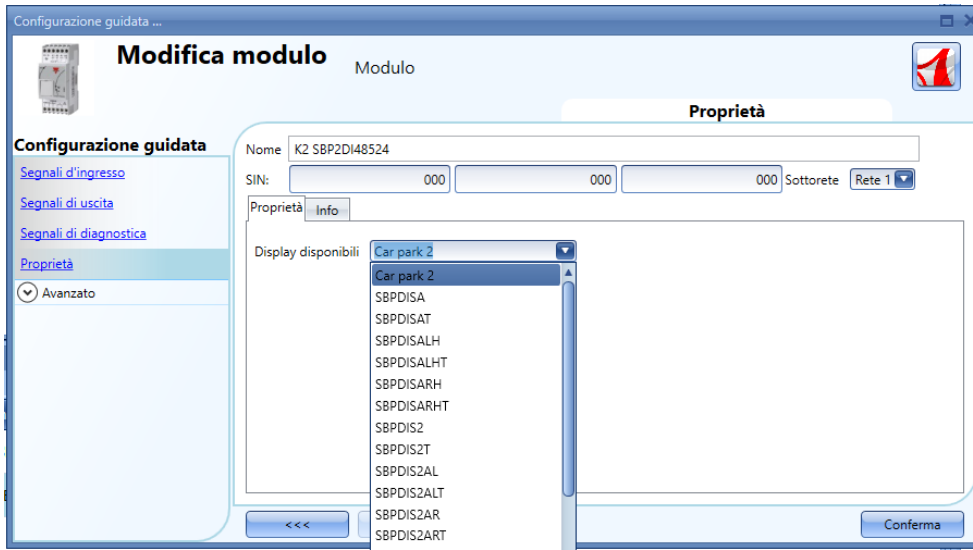 Configurazione guidata ...
Modifica modulo
Modulo
Proprietà
Configurazione guidata
Segnali d'ingresso
Segnali di uscita
Segnali di diagnostica
Proprietà
Avanzato
Nome K2 SBP2DI48524
SIN: 000 000 000 Sottorete Rete 1
Proprietà Info
Display disponibili Car park 2
Car park 2
SBPDISA
SBPDISAT
SBPDISALH
SBPDISALHT
SBPDISARH
SBPDISARHT
SBPDIS2
SBPDIS2T
SBPDIS2AL
SBPDIS2ALT
SBPDIS2AR
SBPDIS2ART
<<<
Conferma